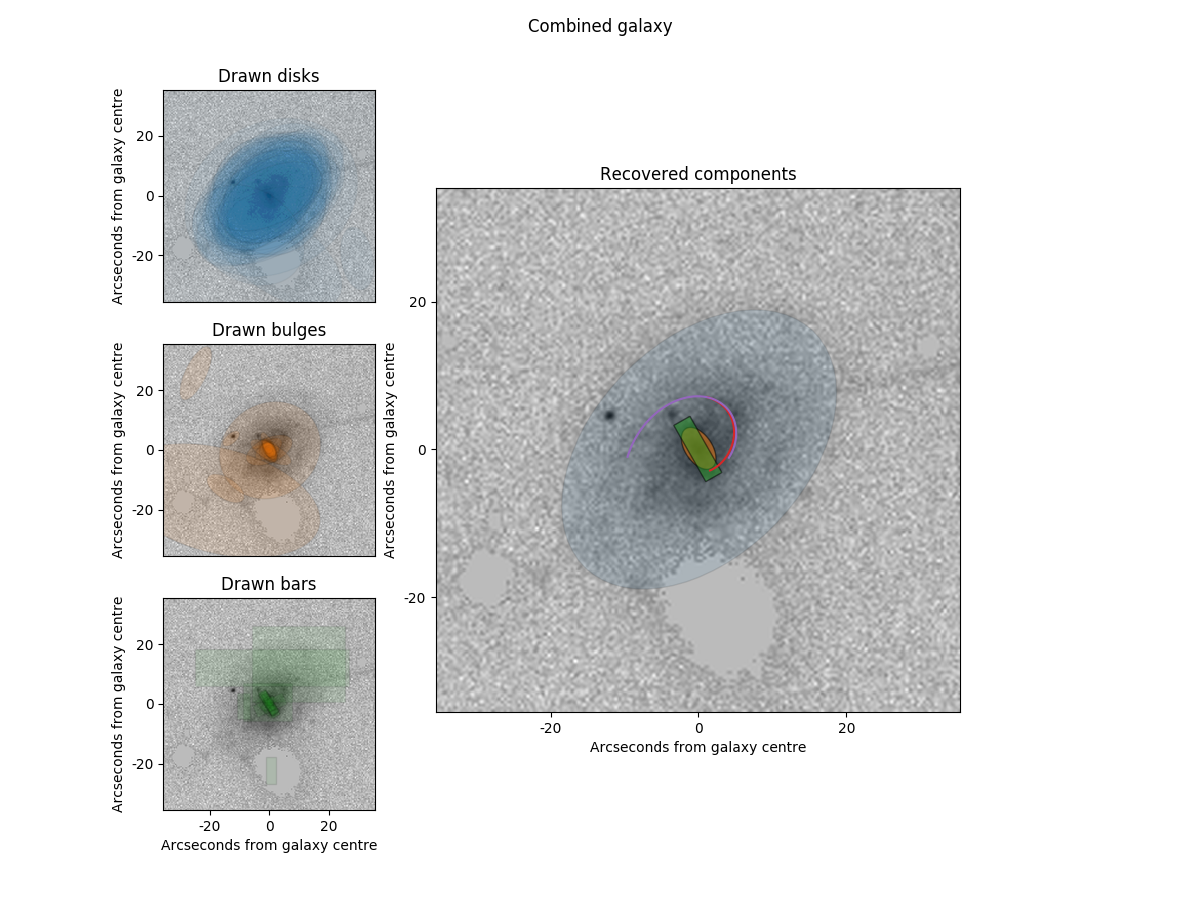 Combined galaxy
Drawn disks
Arcseconds from galaxy centre
20
0
-20
Drawn bulges
Arcseconds from galaxy centre
20
0
-20
Drawn bars
Arcseconds from galaxy centre
20
0
-20
-20 0 20
Arcseconds from galaxy centre
Recovered components
Arcseconds from galaxy centre
20
0
-20
-20 0 20
Arcseconds from galaxy centre